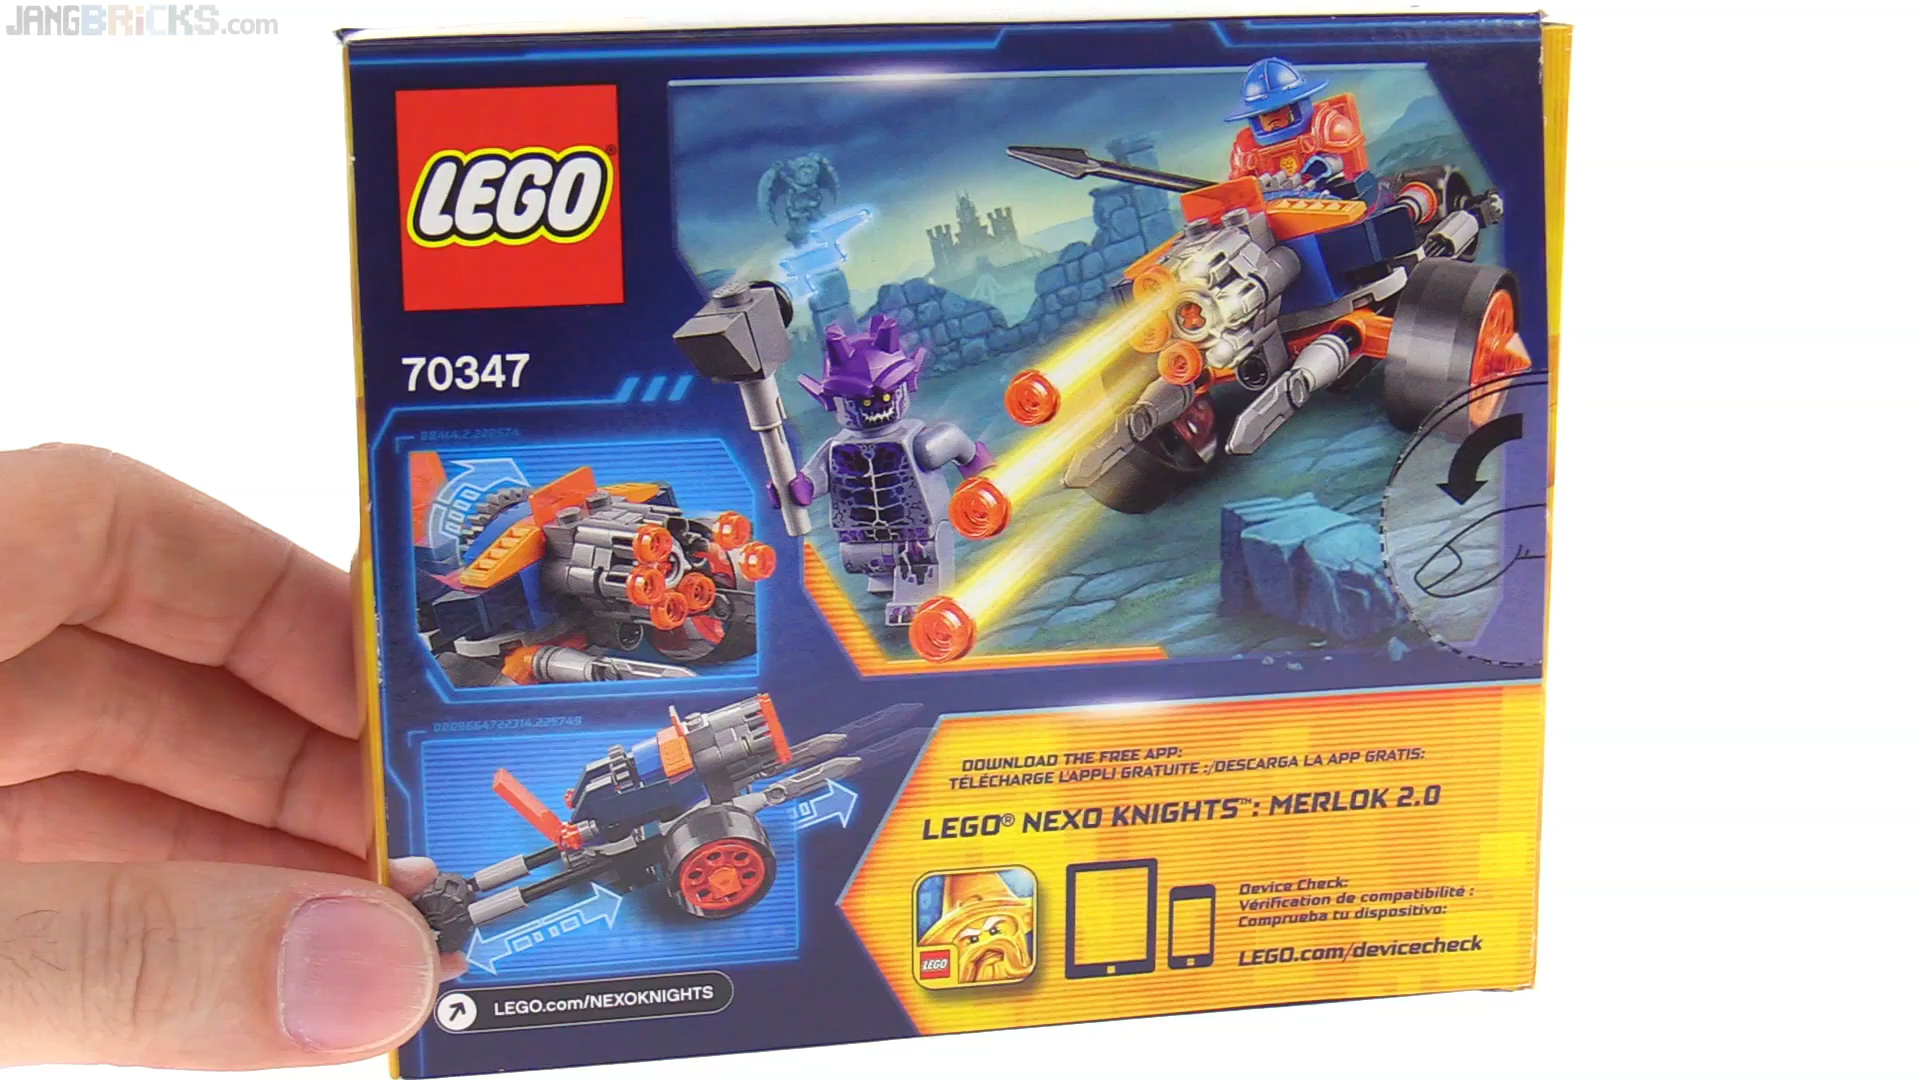 JANGBRiCKS.com
LEGO®
70347
LEGO.com/NEXOKNIGHTS
DOWNLOAD THE FREE APP:
TÉLÉCHARGE L'APPLI GRATUITE :/DESCARGA LA APP GRATIS:
LEGO® NEXO KNIGHTS™: MERLOK 2.0
LEGO
Device Check:
Vérification de compatibilité :
Comprueba tu dispositivo:
LEGO.com/devicecheck